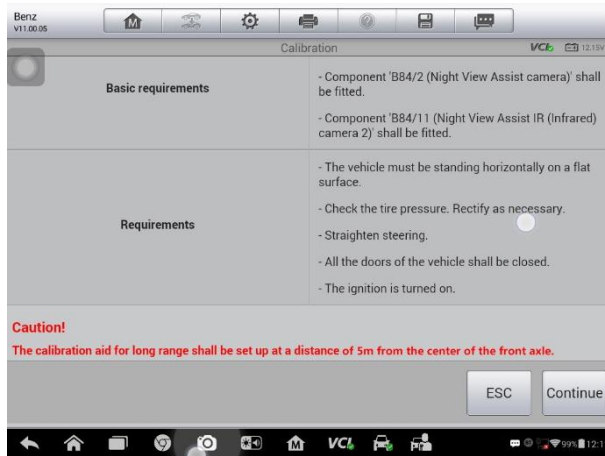 Benz
V11.00.05
Calibration
VCI
12.15V
Basic requirements
- Component 'B84/2 (Night View Assist camera)' shall
be fitted.
- Component 'B84/11 (Night View Assist IR (Infrared)
camera 2)' shall be fitted.
Requirements
- The vehicle must be standing horizontally on a flat
surface.
- Check the tire pressure. Rectify as necessary.
- Straighten steering.
- All the doors of the vehicle shall be closed.
- The ignition is turned on.
Caution!
The calibration aid for long range shall be set up at a distance of 5m from the center of the front axle.
ESC
Continue
VCI
99%